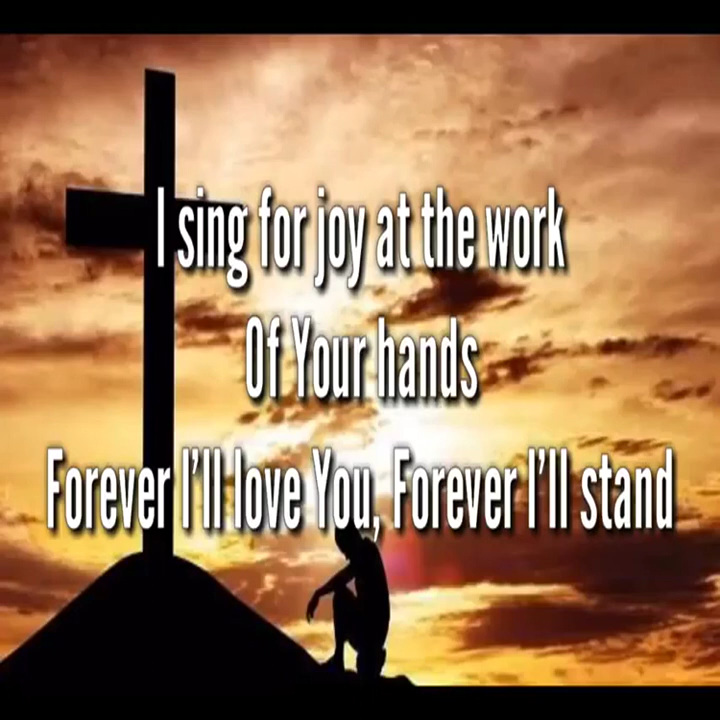 I sing for joy at the work
Of Your hands
Forever I'll love You, Forever I'll stand